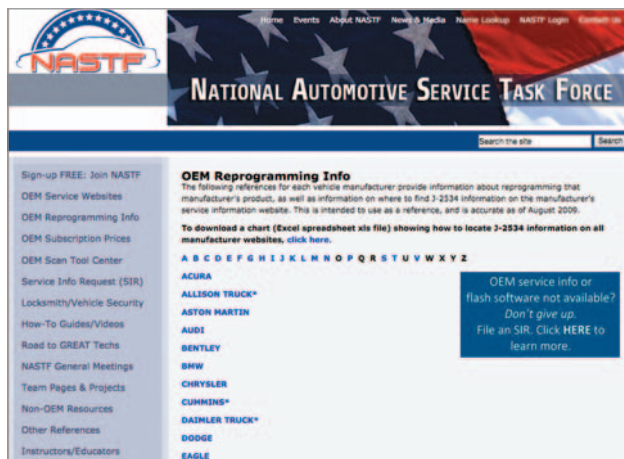 Home Events About NASTF News & Media Name Lookup NASTF Login Contact Us
NASTF
NATIONAL AUTOMOTIVE SERVICE TASK FORCE
Search the site Search
Sign-up FREE: Join NASTF
OEM Service Websites
OEM Reprogramming Info
OEM Subscription Prices
OEM Scan Tool Center
Service Info Request (SIR)
Locksmith/Vehicle Security
How-To Guides/Videos
Road to GREAT Techs
NASTF General Meetings
Team Pages & Projects
Non-OEM Resources
Other References
Instructors/Educators
OEM Reprogramming Info
The following references for each vehicle manufacturer provide information about reprogramming that
manufacturer's product, as well as information on where to find J-2534 information on the manufacturer's
service information website. This is intended to use as a reference, and is accurate as of August 2009.
To download a chart (Excel spreadsheet xls file) showing how to locate J-2534 information on all
manufacturer websites, click here.
A B C D E F G H I J K L M N O P Q R S T U V W X Y Z
ACURA
ALLISON TRUCK*
ASTON MARTIN
AUDI
BENTLEY
BMW
CHRYSLER
CUMMINS*
DAIMLER TRUCK*
DODGE
EAGLE
OEM service info or
flash software not available?
Don't give up.
File an SIR. Click HERE to
learn more.